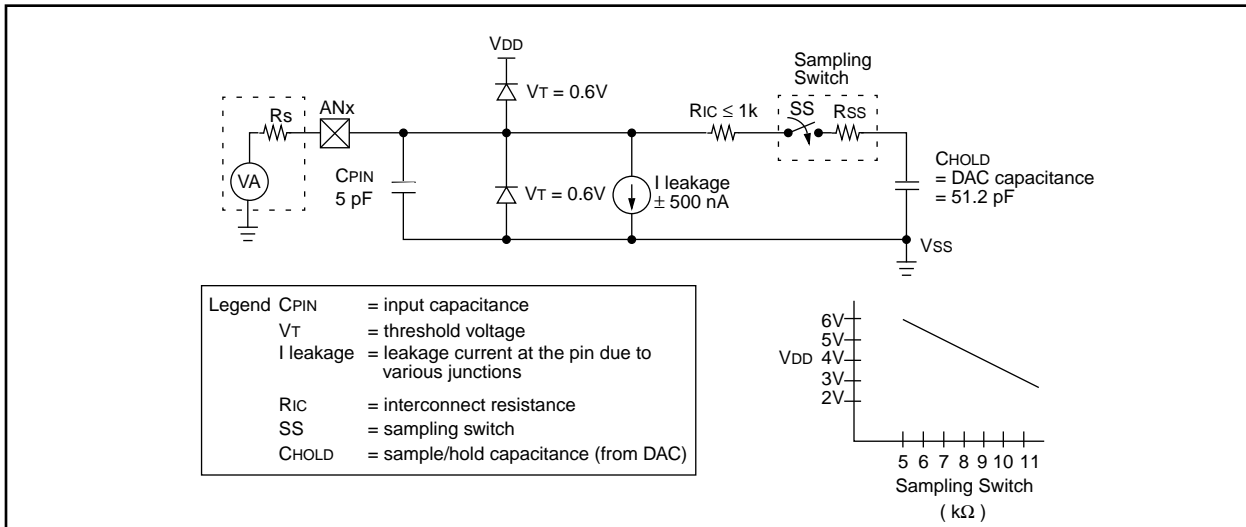 VDD
Sampling
Switch
VT = 0.6V
RIC ≤ 1k
SS
RSS
RS
ANx
VA
CPIN
5 pF
VT = 0.6V
I leakage
± 500 nA
CHOLD
= DAC capacitance
= 51.2 pF
VSS
Legend CPIN = input capacitance
VT = threshold voltage
I leakage = leakage current at the pin due to
various junctions
RIC = interconnect resistance
SS = sampling switch
CHOLD = sample/hold capacitance (from DAC)
6V
5V
VDD 4V
3V
2V
5 6 7 8 9 10 11
Sampling Switch
( kΩ )